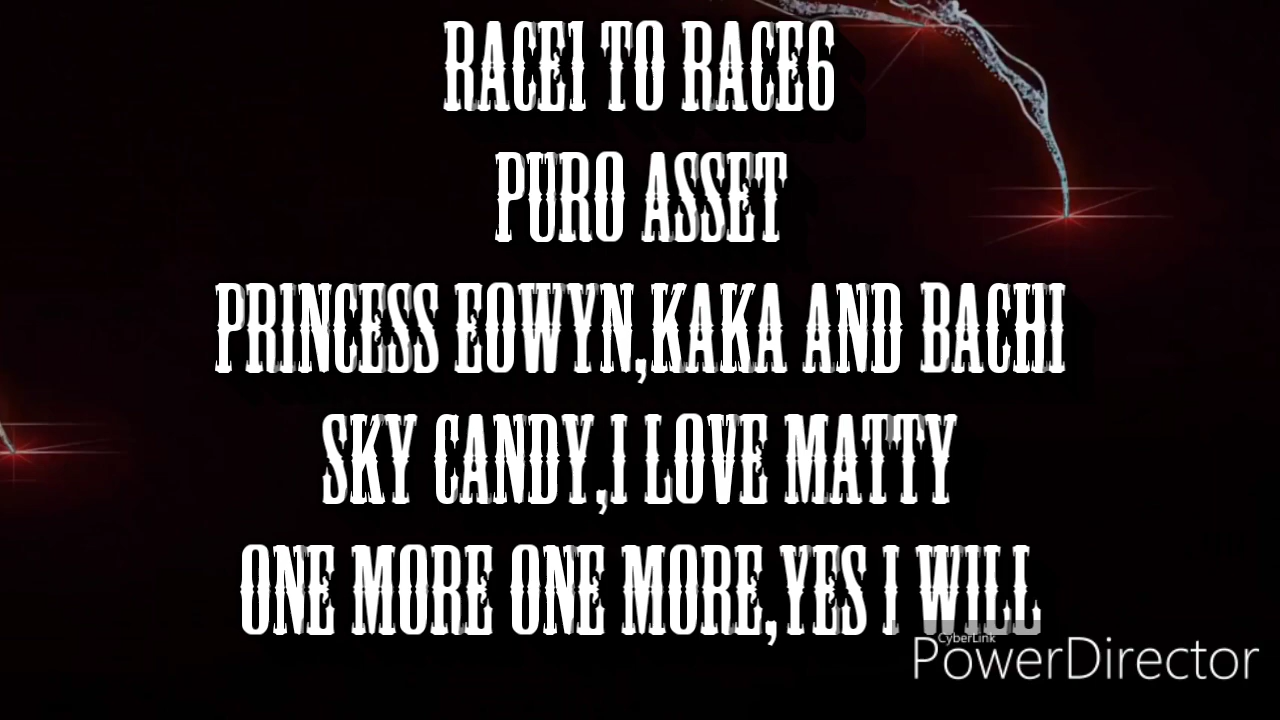 RACE1 TO RACE6
PURO ASSET
PRINCESS EOWYN,KAKA AND BACHI
SKY CANDY,I LOVE MATTY
ONE MORE ONE MORE,YES I WILL
CyberLink
PowerDirector